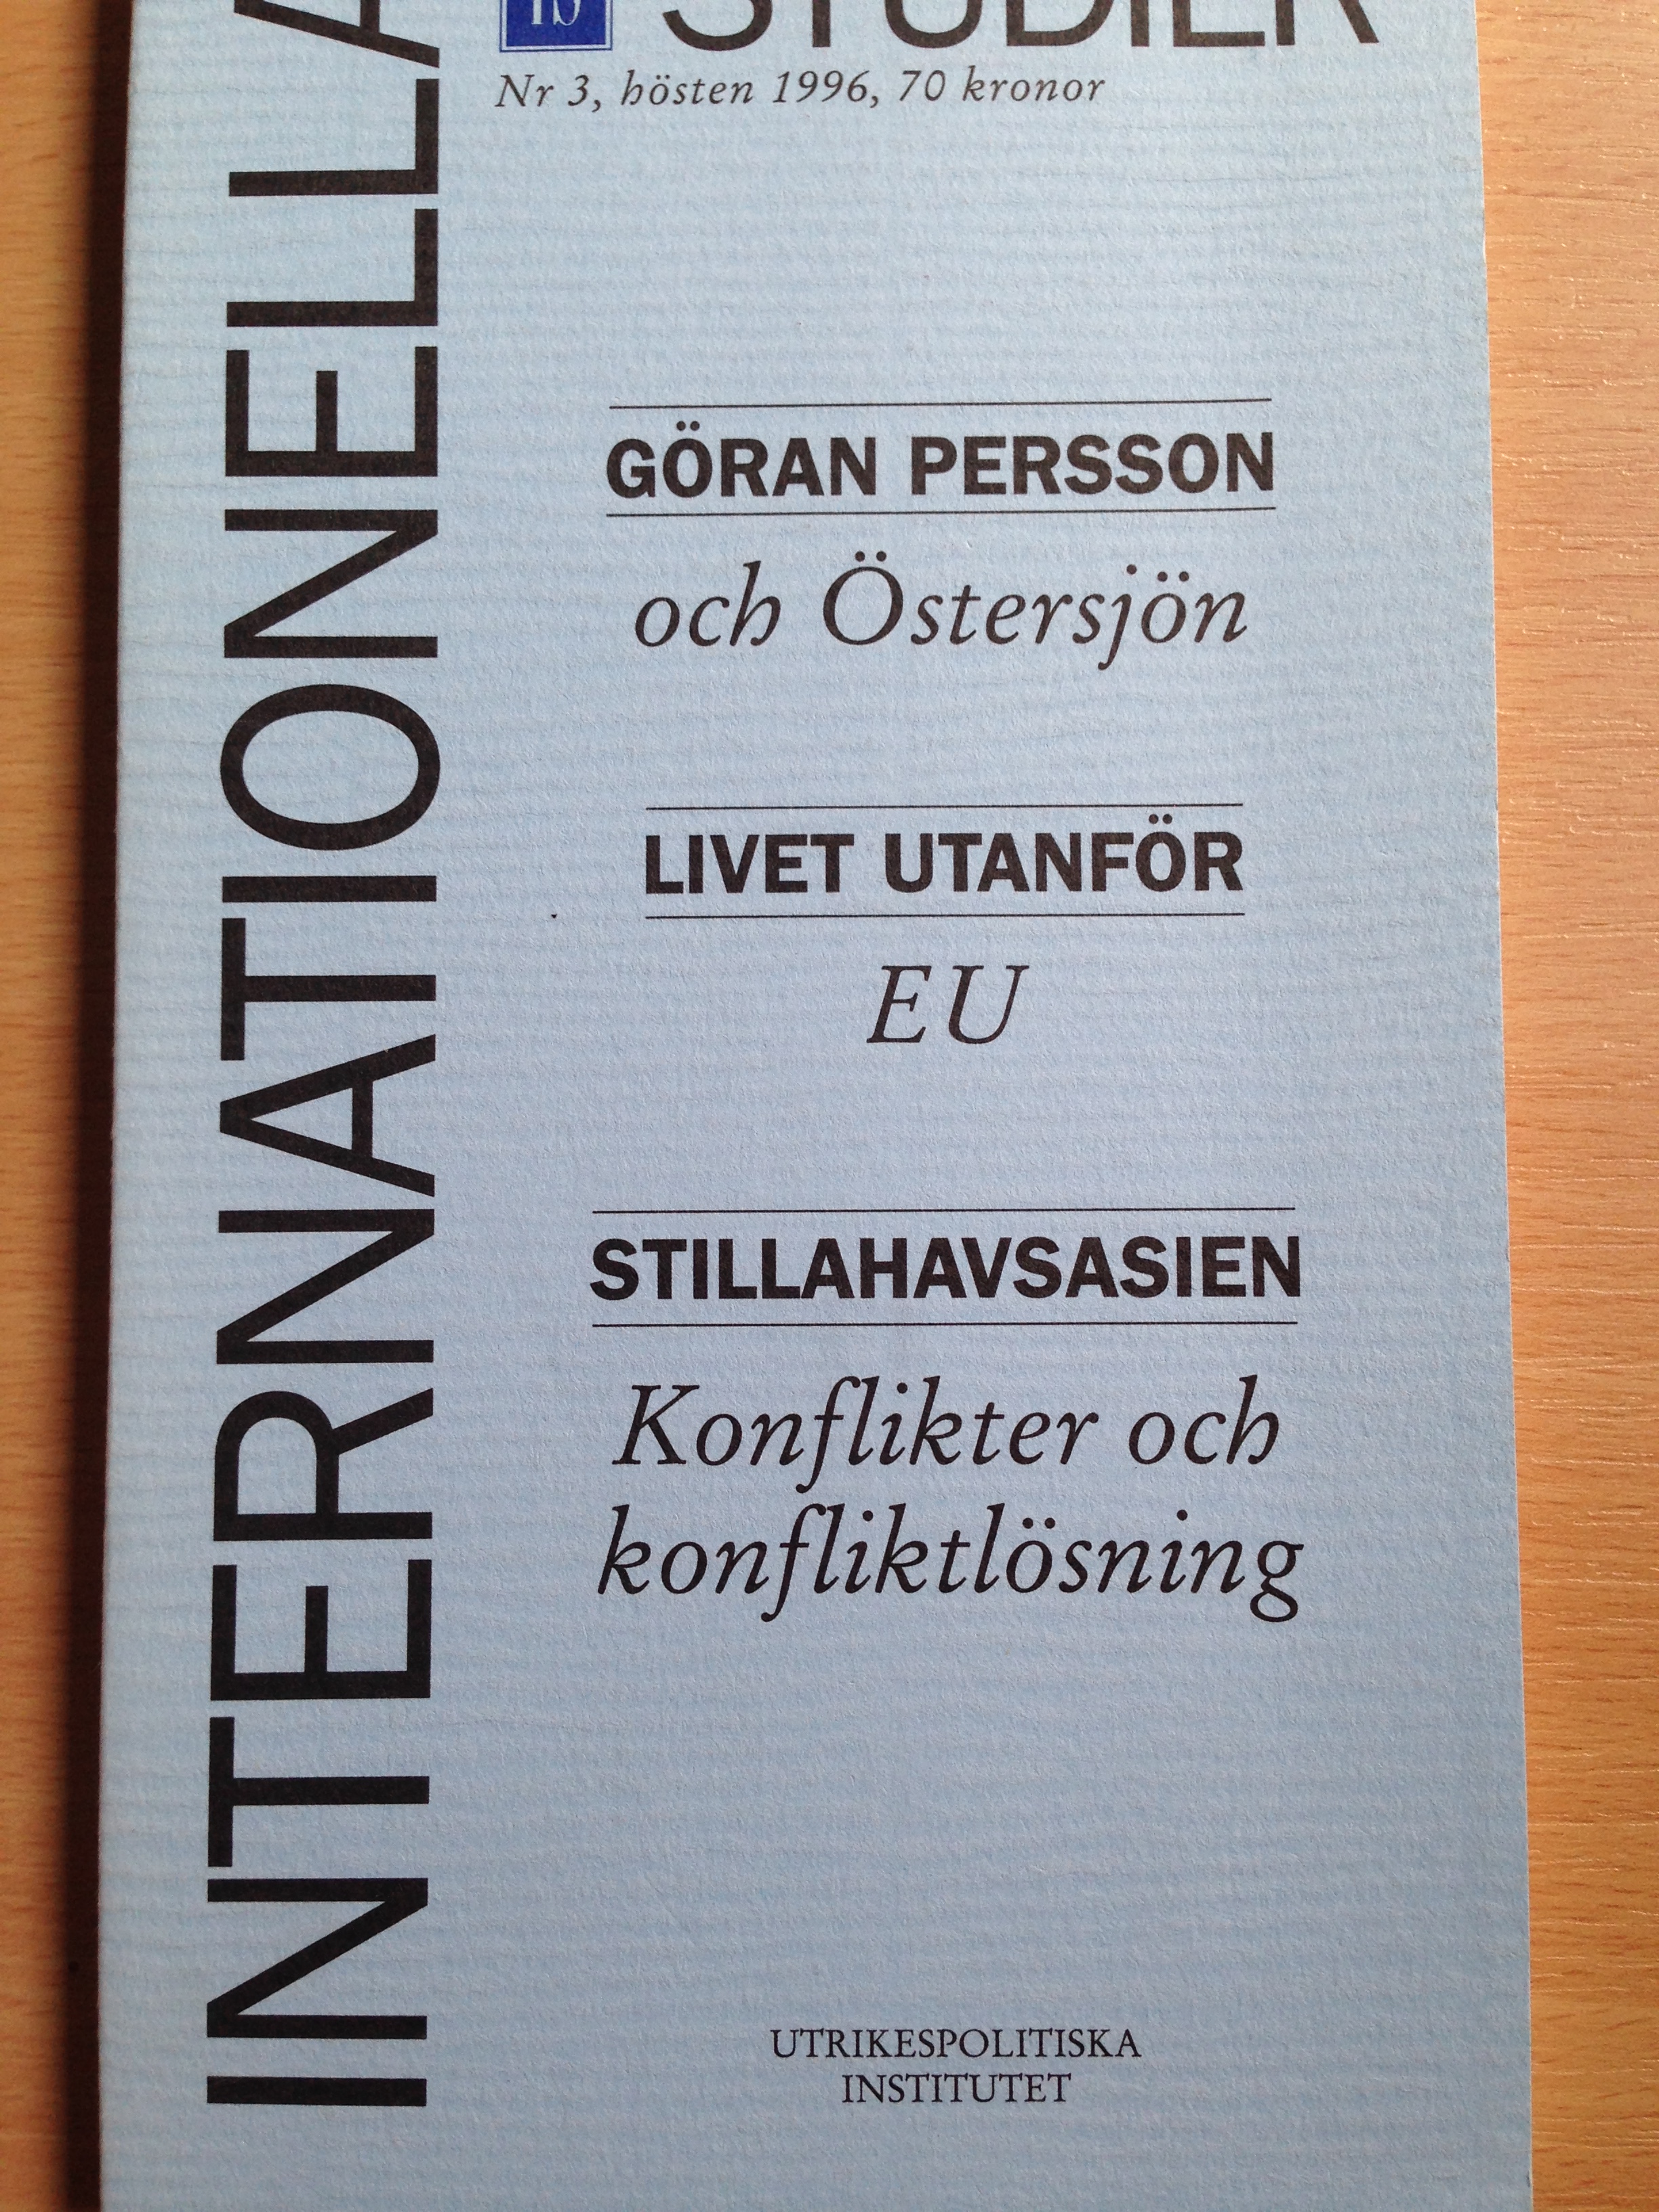 INTERNATIONELLA
STUDIER
Nr 3, hösten 1996, 70 kronor
GÖRAN PERSSON
och Östersjön
LIVET UTANFÖR
EU
STILLAHAVSASIEN
Konflikter och
konfliktlösning
UTRIKESPOLITISKA
INSTITUTET